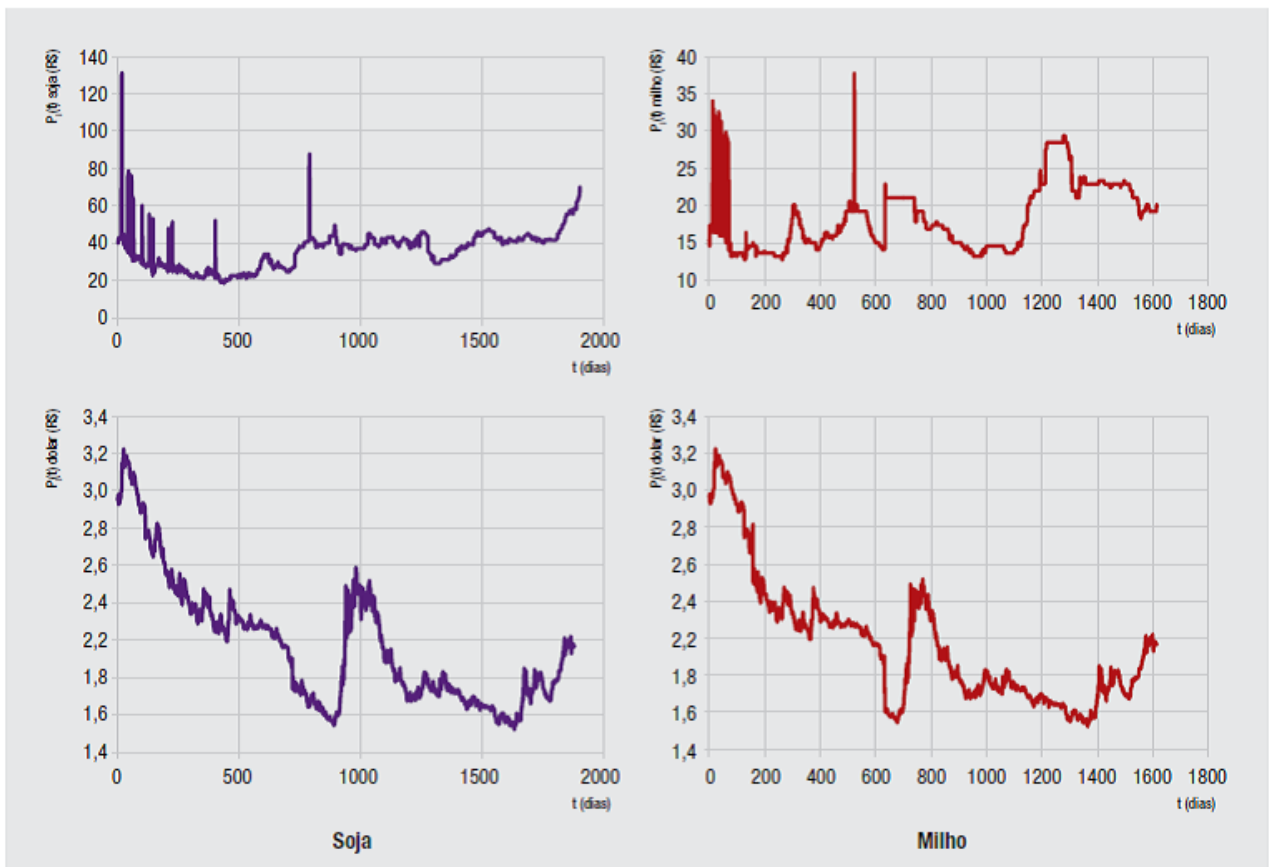 P_i(t) soja (R$)
140
120
100
80
60
40
20
0
0 500 1000 1500 2000
t (dias)
P_i(t) milho (R$)
40
35
30
25
20
15
10
0 200 400 600 800 1000 1200 1400 1600 1800
t (dias)
P_i(t) dolar (R$)
3,4
3,2
3,0
2,8
2,6
2,4
2,2
1,8
1,6
1,4
0 500 1000 1500 2000
t (dias)
Soja
P_i(t) dolar (R$)
3,4
3,2
3,0
2,8
2,6
2,4
2,2
1,8
1,6
1,4
0 200 400 600 800 1000 1200 1400 1600 1800
t (dias)
Milho